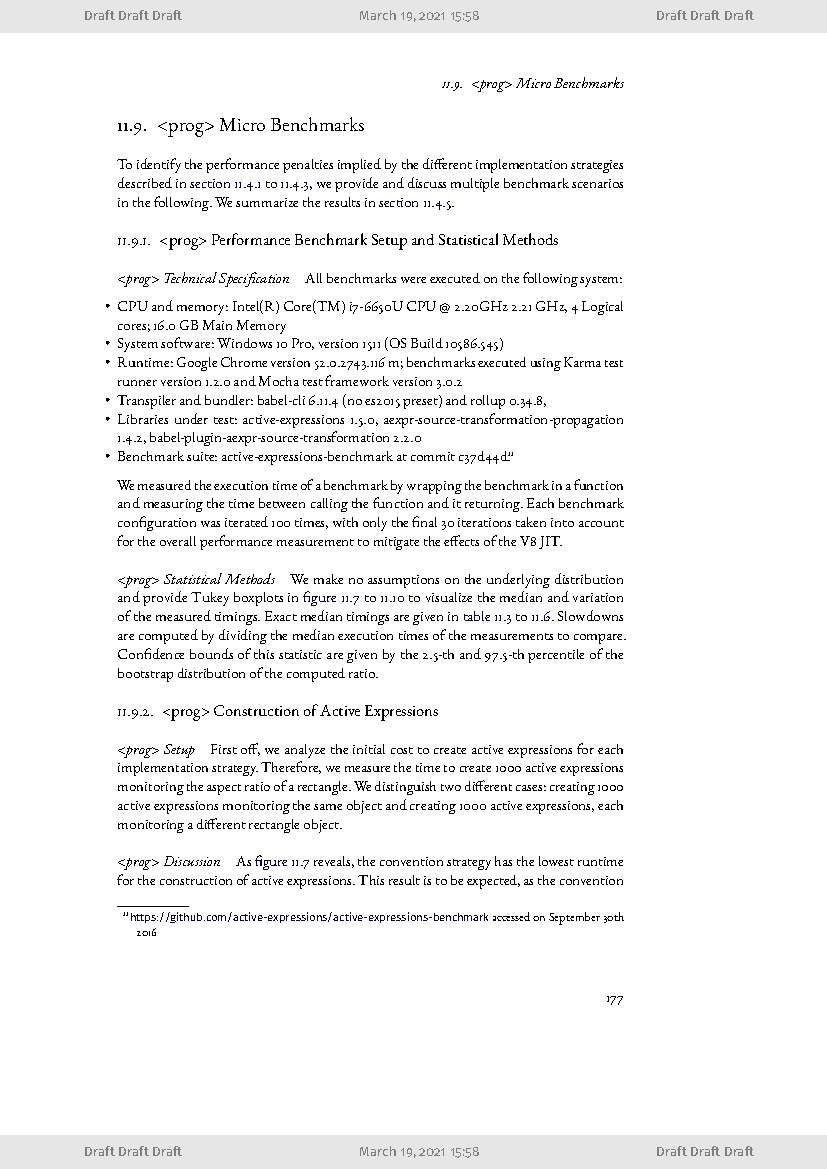 Draft Draft Draft March 19, 2021 15:58 Draft Draft Draft
11.9. <prog> Micro Benchmarks
11.9. <prog> Micro Benchmarks
To identify the performance penalties implied by the different implementation strategies
described in section 11.4.1 to 11.4.3, we provide and discuss multiple benchmark scenarios
in the following. We summarize the results in section 11.4.5.
11.9.1. <prog> Performance Benchmark Setup and Statistical Methods
<prog> Technical Specification All benchmarks were executed on the following system:
• CPU and memory: Intel(R) Core(TM) i7-6650U CPU @ 2.20GHz 2.21 GHz, 4 Logical
cores; 16.0 GB Main Memory
• System software: Windows 10 Pro, version 1511 (OS Build 10586.545)
• Runtime: Google Chrome version 52.0.2743.116 m; benchmarks executed using Karma test
runner version 1.2.0 and Mocha test framework version 3.0.2
• Transpiler and bundler: babel-cli 6.11.4 (no es2015 preset) and rollup 0.34.8,
• Libraries under test: active-expressions 1.5.0, aexpr-source-transformation-propagation
1.4.2, babel-plugin-aexpr-source-transformation 2.2.0
• Benchmark suite: active-expressions-benchmark at commit c37d44d¹¹
We measured the execution time of a benchmark by wrapping the benchmark in a function
and measuring the time between calling the function and it returning. Each benchmark
configuration was iterated 100 times, with only the final 30 iterations taken into account
for the overall performance measurement to mitigate the effects of the V8 JIT.
<prog> Statistical Methods We make no assumptions on the underlying distribution
and provide Tukey boxplots in figure 11.7 to 11.10 to visualize the median and variation
of the measured timings. Exact median timings are given in table 11.3 to 11.6. Slowdowns
are computed by dividing the median execution times of the measurements to compare.
Confidence bounds of this statistic are given by the 2.5-th and 97.5-th percentile of the
bootstrap distribution of the computed ratio.
11.9.2. <prog> Construction of Active Expressions
<prog> Setup First off, we analyze the initial cost to create active expressions for each
implementation strategy. Therefore, we measure the time to create 1000 active expressions
monitoring the aspect ratio of a rectangle. We distinguish two different cases: creating 1000
active expressions monitoring the same object and creating 1000 active expressions, each
monitoring a different rectangle object.
<prog> Discussion As figure 11.7 reveals, the convention strategy has the lowest runtime
for the construction of active expressions. This result is to be expected, as the convention
¹¹https://github.com/active-expressions/active-expressions-benchmark accessed on September 30th
2016
177
Draft Draft Draft March 19, 2021 15:58 Draft Draft Draft